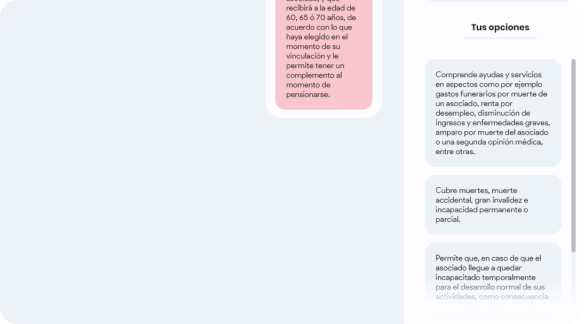 recibirá a la edad de
60, 65 ó 70 años, de
acuerdo con lo que
haya elegido en el
momento de su
vinculación y le
permite tener un
complemento al
momento de
pensionarse.
Tus opciones
Comprende ayudas y servicios
en aspectos como por ejemplo
gastos funerarios por muerte de
un asociado, renta por
desempleo, disminución de
ingresos y enfermedades graves,
amparo por muerte del asociado
o una segunda opinión médica,
entre otras.
Cubre muertes, muerte
accidental, gran invalidez e
incapacidad permanente o
parcial.
Permite que, en caso de que el
asociado llegue a quedar
incapacitado temporalmente
para el desarrollo normal de sus
actividades, como consecuencia